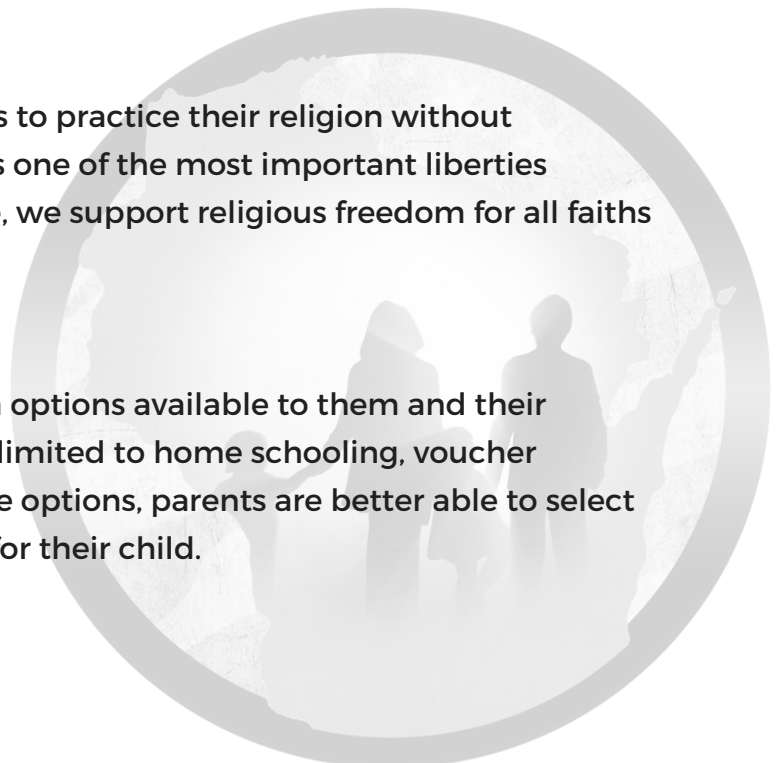 s to practice their religion without
s one of the most important liberties
, we support religious freedom for all faiths
options available to them and their
limited to home schooling, voucher
e options, parents are better able to select
for their child.